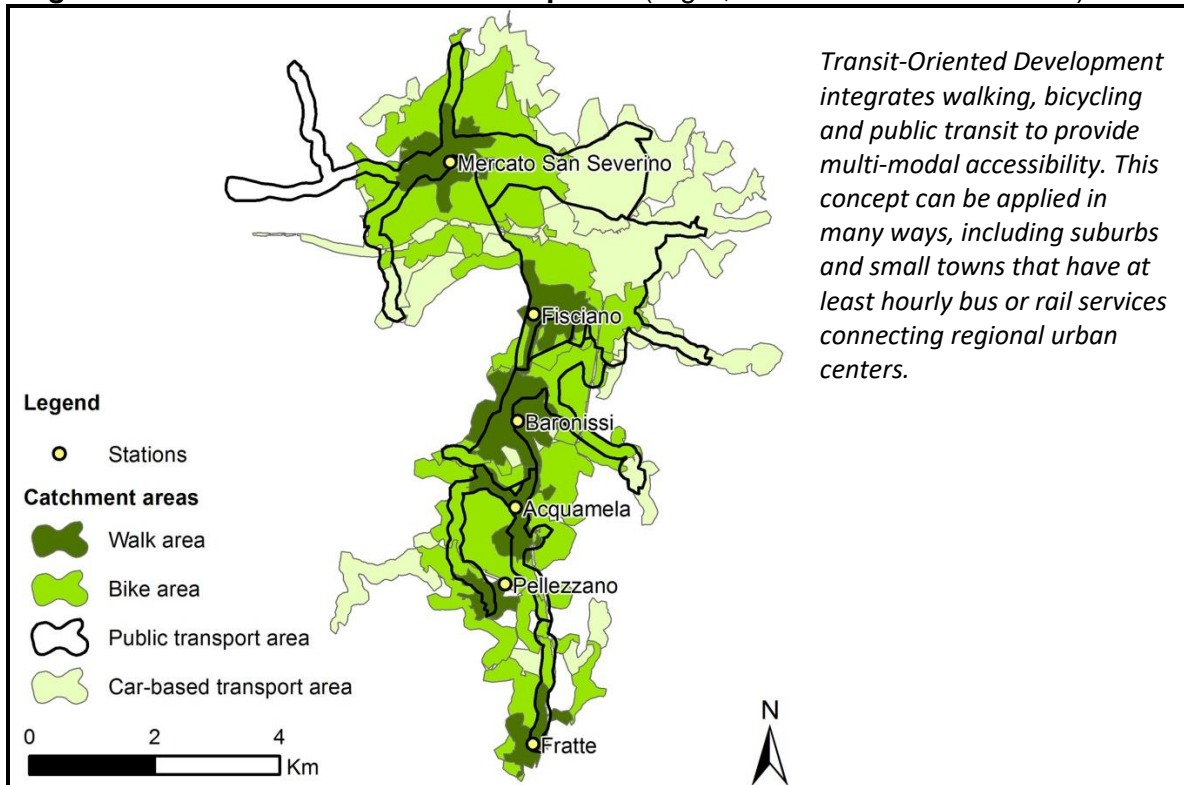 Transit-Oriented Development
integrates walking, bicycling
and public transit to provide
multi-modal accessibility. This
concept can be applied in
many ways, including suburbs
and small towns that have at
least hourly bus or rail services
connecting regional urban
centers.
Mercato San Severino
Fisciano
Baronissi
Acquamela
Pellezzano
Fratte
Legend
Stations
Catchment areas
Walk area
Bike area
Public transport area
Car-based transport area
0 2 4
Km
N